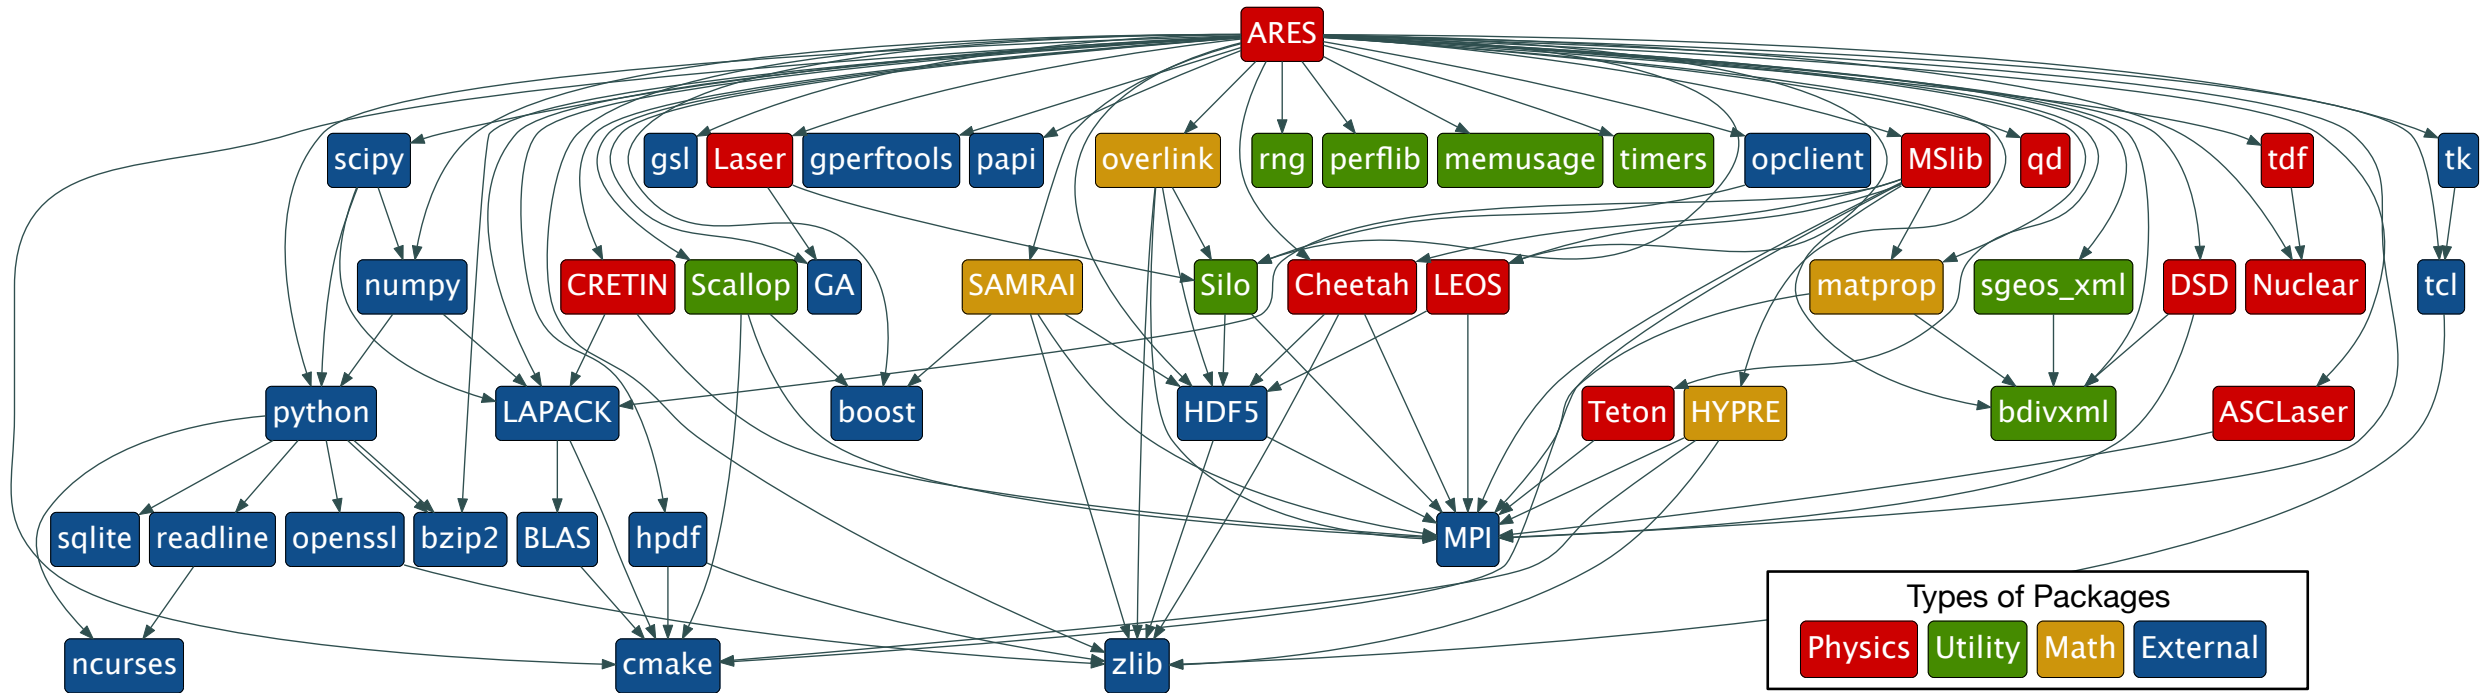 ARES
scipy
gsl
Laser
gperftools
papi
overlink
rng
perflib
memusage
timers
opclient
MSlib
qd
tdf
tk
numpy
CRETIN
Scallop
GA
SAMRAI
Silo
Cheetah
LEOS
matprop
sgeos_xml
DSD
Nuclear
tcl
python
LAPACK
boost
HDF5
Teton
HYPRE
bdivxml
ASCLaser
sqlite
readline
openssl
bzip2
BLAS
hpdf
MPI
ncurses
cmake
zlib
Types of Packages
Physics
Utility
Math
External